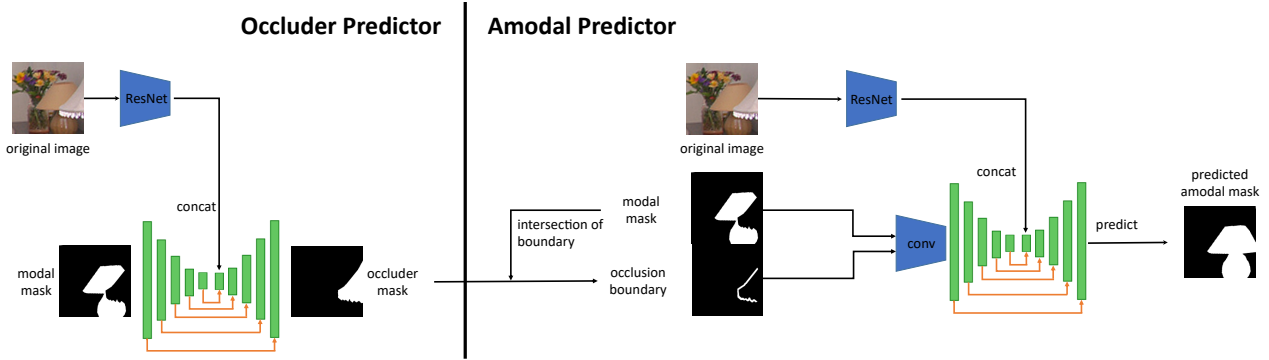 Occluder Predictor
Amodal Predictor
ResNet
original image
concat
modal
mask
occluder
mask
ResNet
original image
modal
mask
intersection of
boundary
occlusion
boundary
conv
concat
predict
predicted
amodal mask